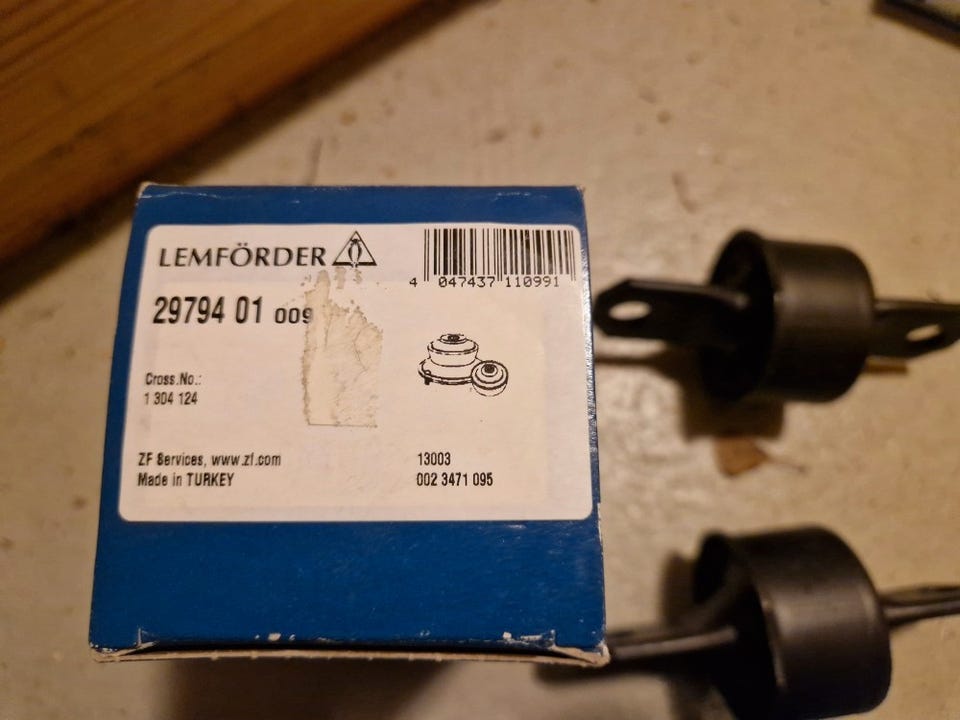 LEMFÖRDER
4 047437 110991
29794 01 009
Cross.No.:
1 304 124
ZF Services, www.zf.com
Made in TURKEY
13003
002 3471 095